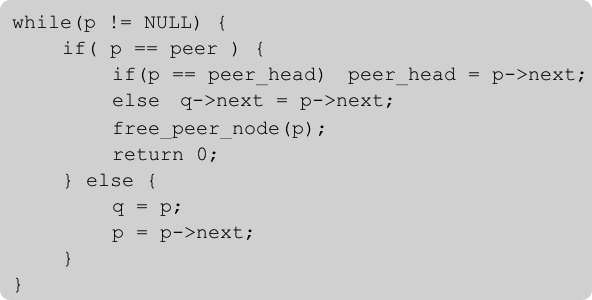 while(p != NULL) {
    if( p == peer ) {
        if(p == peer_head)  peer_head = p->next;
        else  q->next = p->next;
        free_peer_node(p);
        return 0;
    } else {
        q = p;
        p = p->next;
    }
}